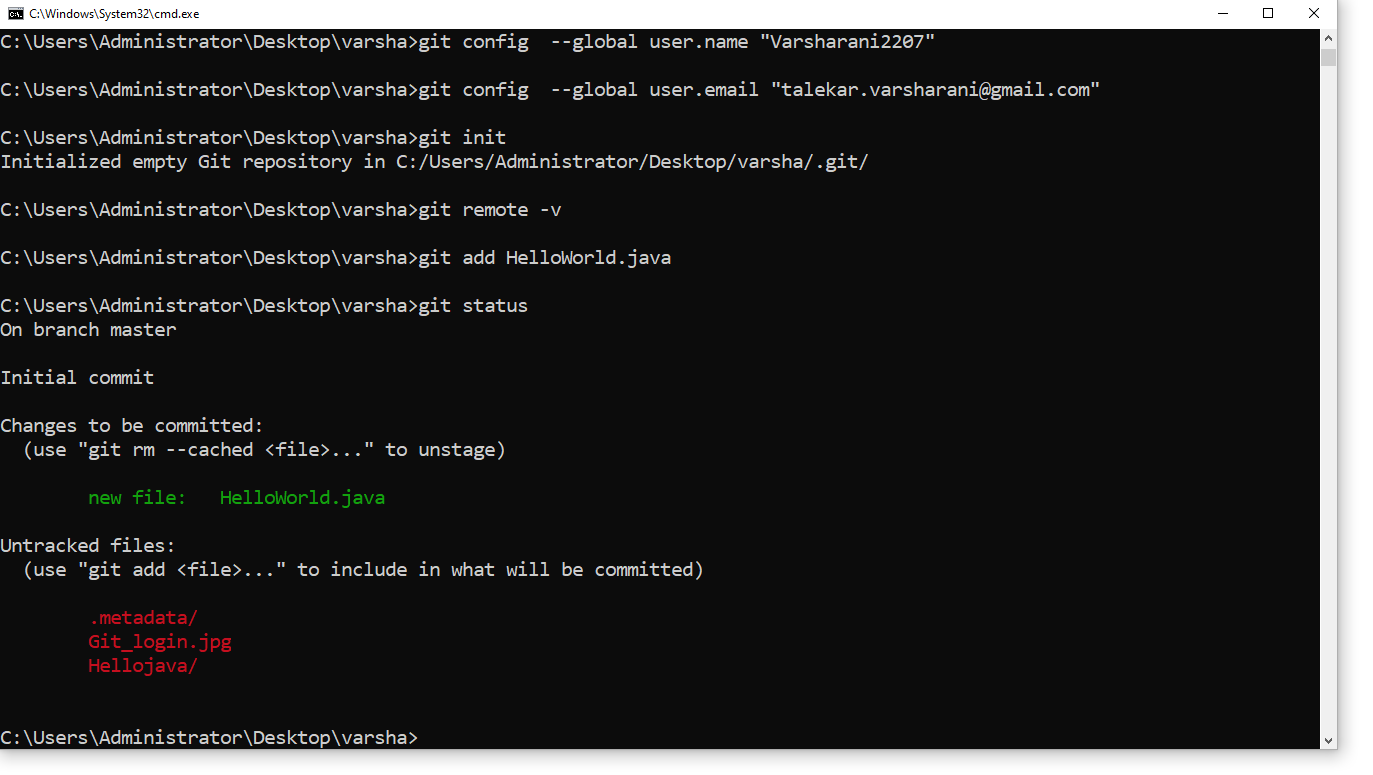 C:\Windows\System32\cmd.exe
C:\Users\Administrator\Desktop\varsha>git config  --global user.name "Varsharani2207"
C:\Users\Administrator\Desktop\varsha>git config  --global user.email "talekar.varsharani@gmail.com"
C:\Users\Administrator\Desktop\varsha>git init
Initialized empty Git repository in C:/Users/Administrator/Desktop/varsha/.git/
C:\Users\Administrator\Desktop\varsha>git remote -v
C:\Users\Administrator\Desktop\varsha>git add HelloWorld.java
C:\Users\Administrator\Desktop\varsha>git status
On branch master
Initial commit
Changes to be committed:
  (use "git rm --cached <file>..." to unstage)
        new file:   HelloWorld.java
Untracked files:
  (use "git add <file>..." to include in what will be committed)
        .metadata/
        Git_login.jpg
        Hellojava/
C:\Users\Administrator\Desktop\varsha>